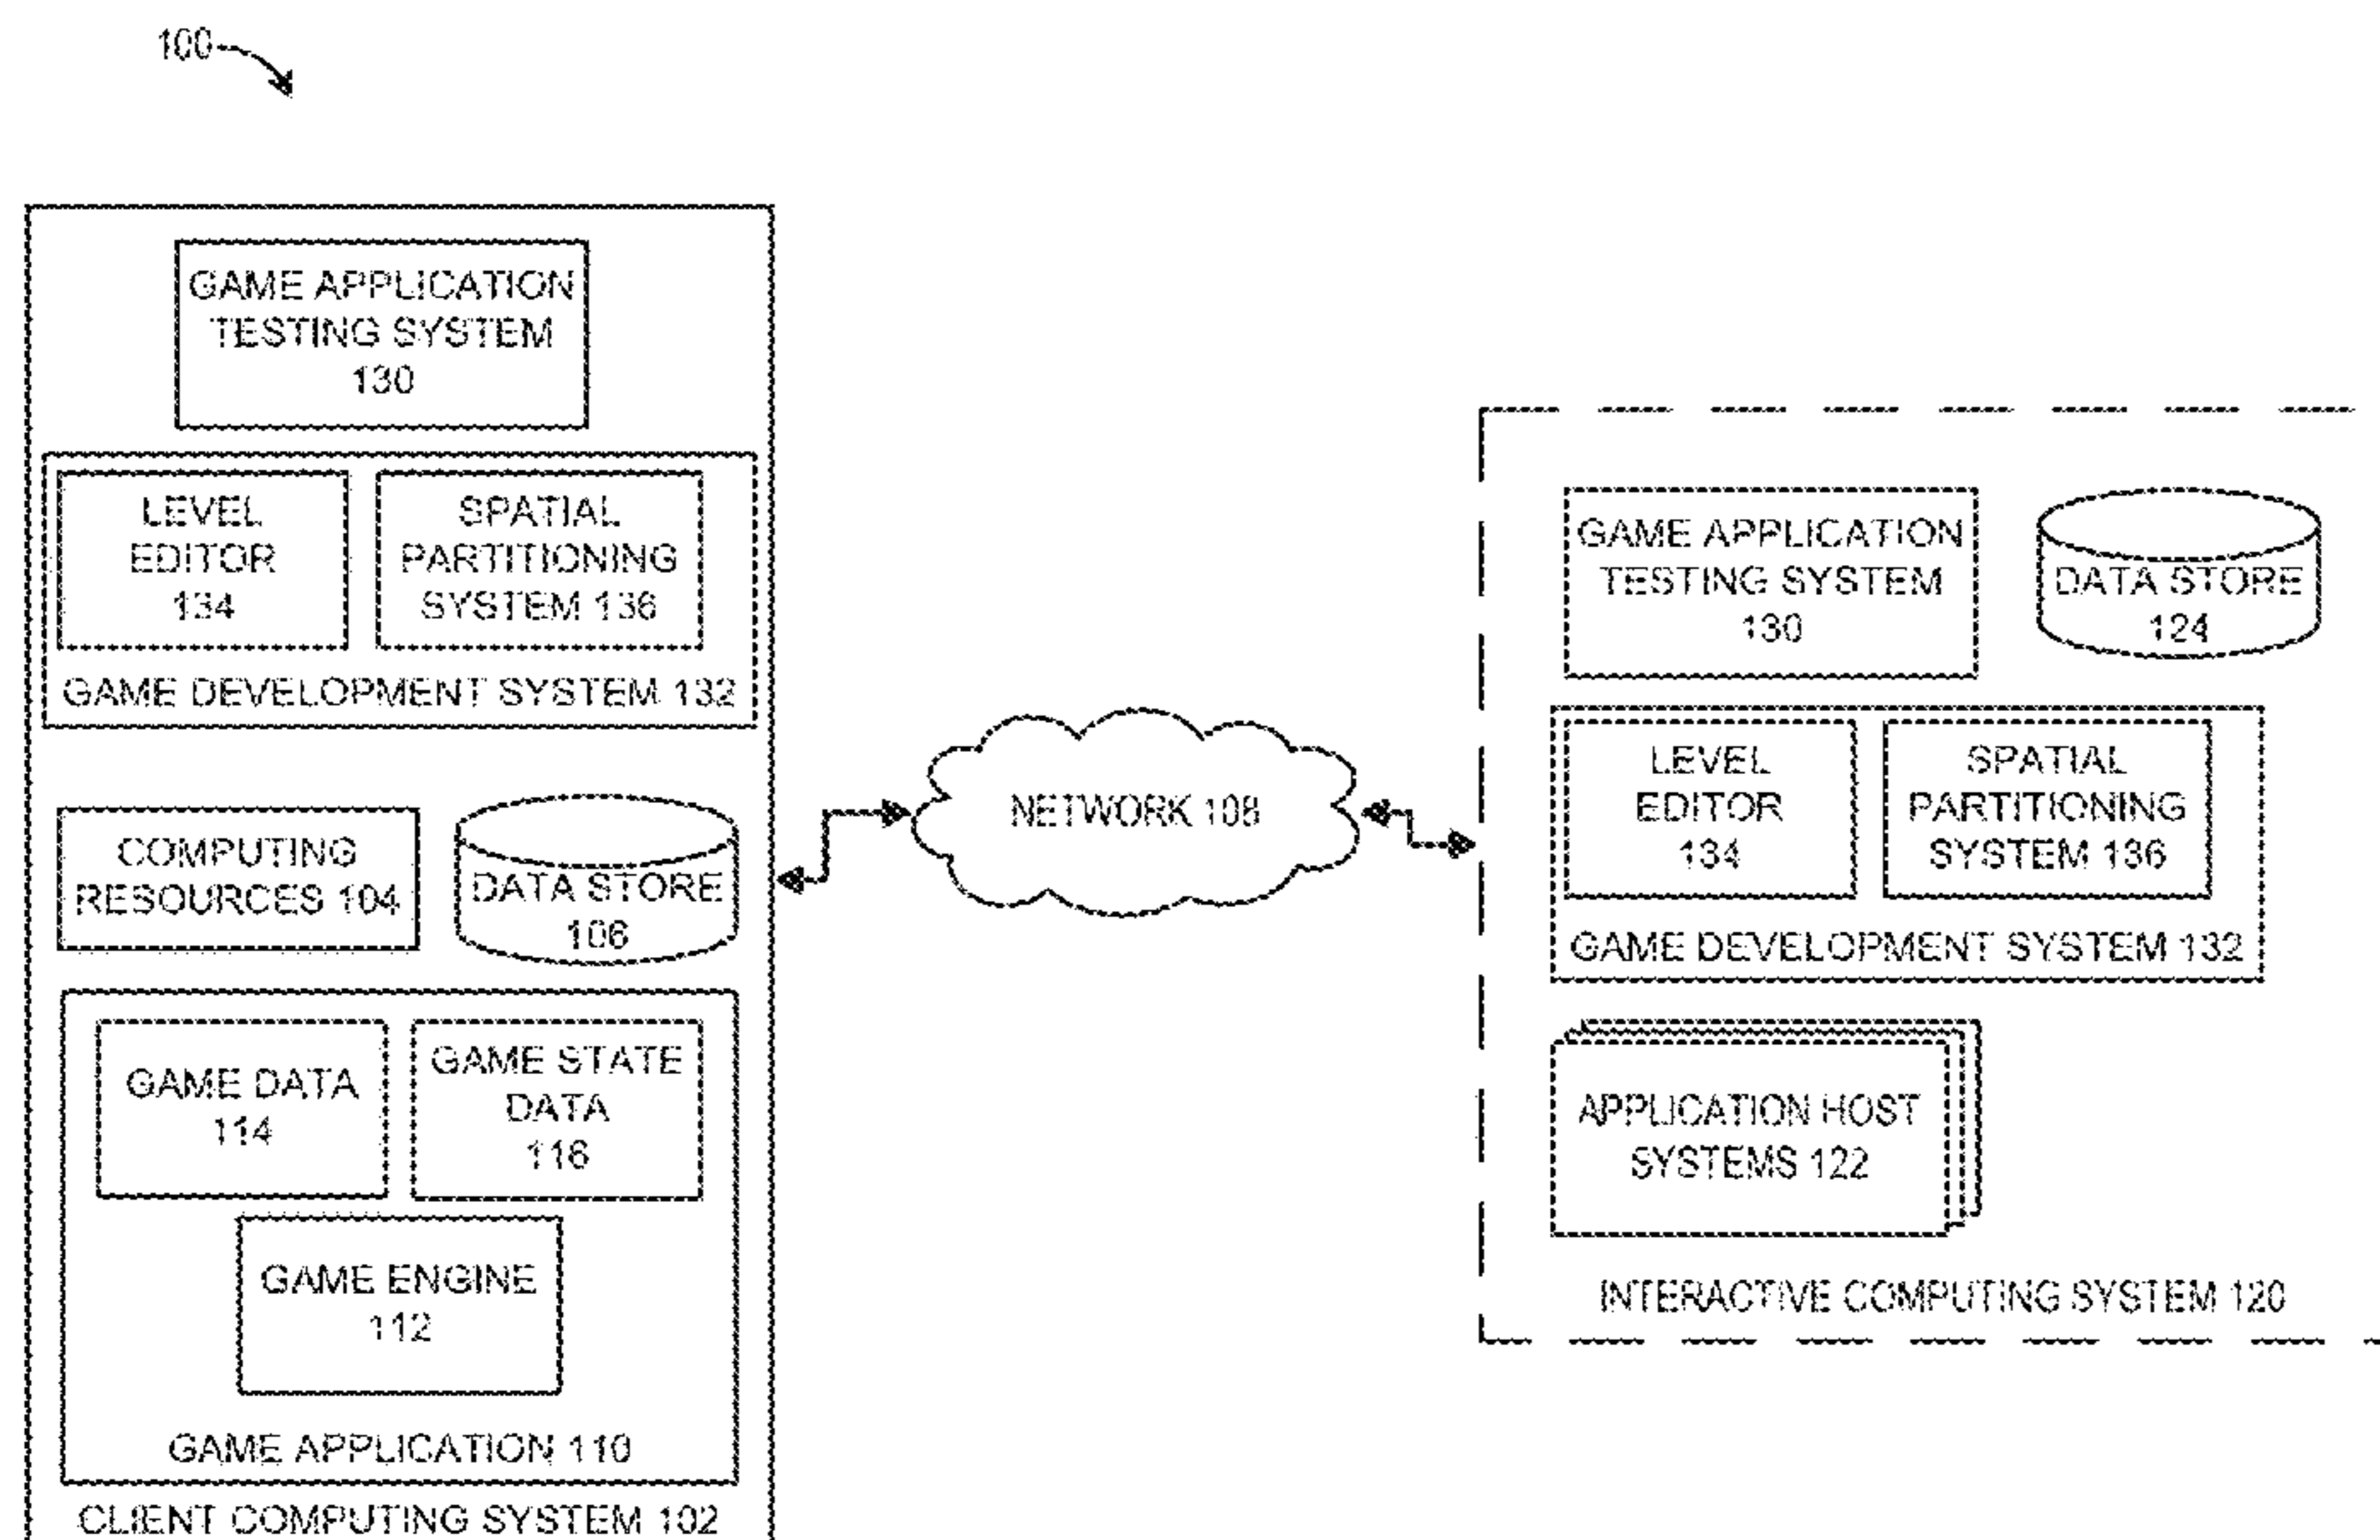 100
GAME APPLICATION
TESTING SYSTEM
130
LEVEL
EDITOR
134
SPATIAL
PARTITIONING
SYSTEM 136
GAME DEVELOPMENT SYSTEM 132
COMPUTING
RESOURCES 104
DATA STORE
106
GAME DATA
114
GAME STATE
DATA
116
GAME ENGINE
112
GAME APPLICATION 110
CLIENT COMPUTING SYSTEM 102
NETWORK 108
GAME APPLICATION
TESTING SYSTEM
130
DATA STORE
124
LEVEL
EDITOR
134
SPATIAL
PARTITIONING
SYSTEM 136
GAME DEVELOPMENT SYSTEM 132
APPLICATION HOST
SYSTEMS 122
INTERACTIVE COMPUTING SYSTEM 120